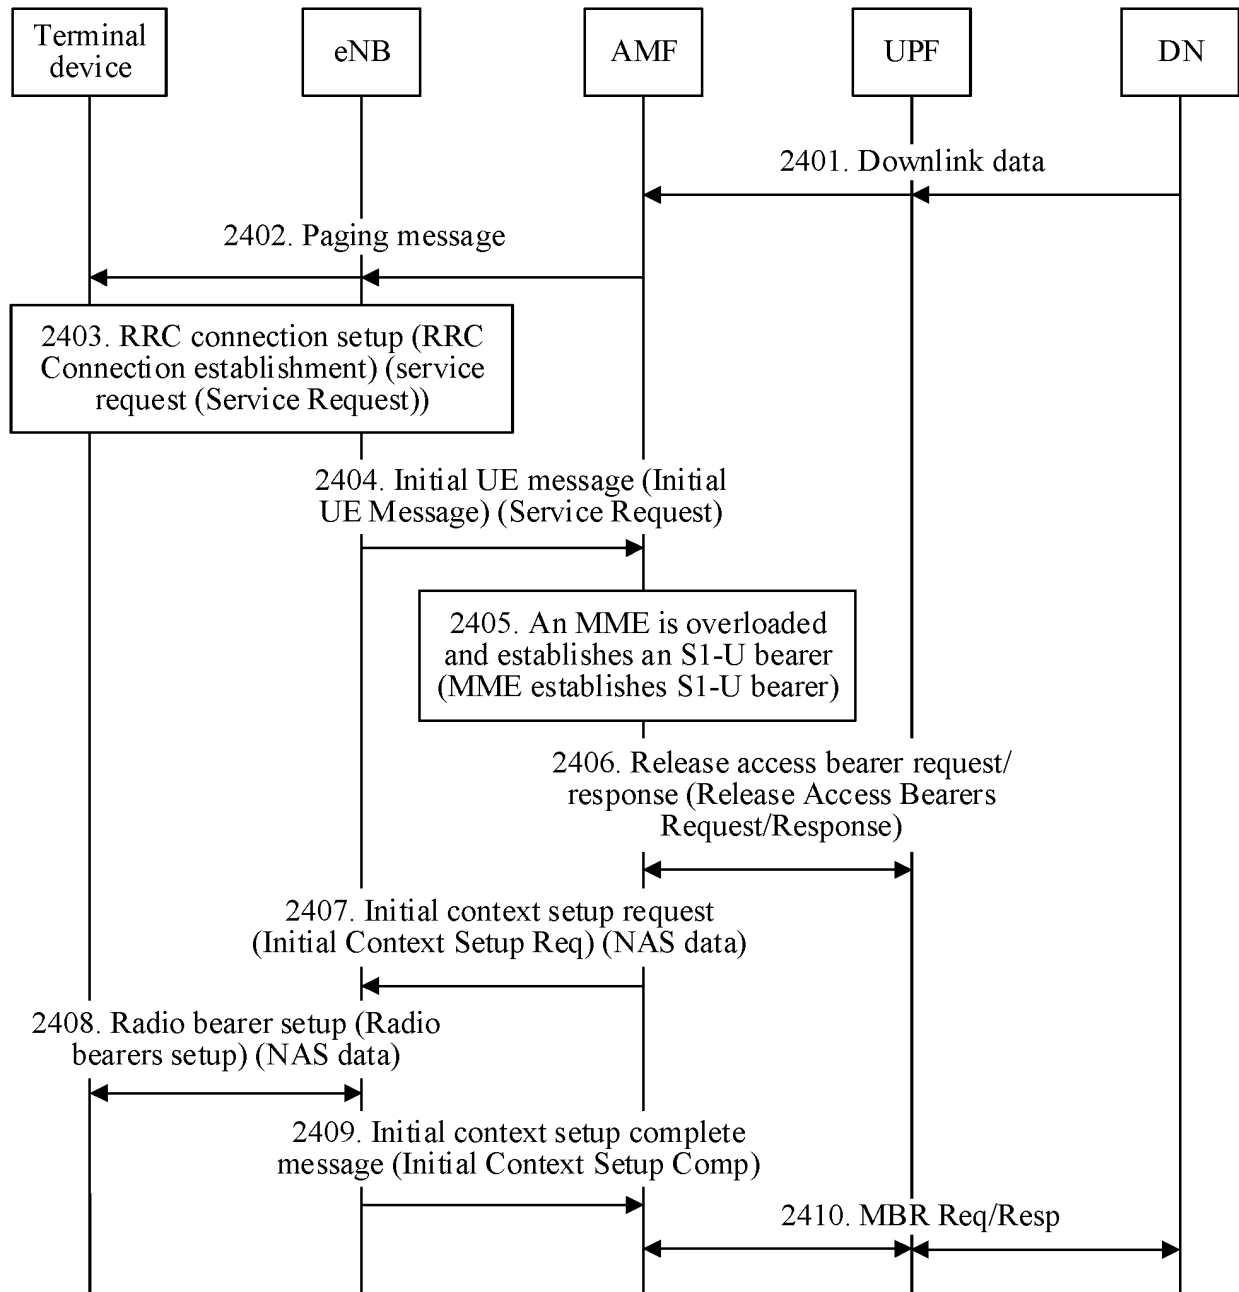 Terminal
device
eNB
AMF
UPF
DN
2401. Downlink data
2402. Paging message
2403. RRC connection setup (RRC
Connection establishment) (service
request (Service Request))
2404. Initial UE message (Initial
UE Message) (Service Request)
2405. An MME is overloaded
and establishes an S1-U bearer
(MME establishes S1-U bearer)
2406. Release access bearer request/
response (Release Access Bearers
Request/Response)
2407. Initial context setup request
(Initial Context Setup Req) (NAS data)
2408. Radio bearer setup (Radio
bearers setup) (NAS data)
2409. Initial context setup complete
message (Initial Context Setup Comp)
2410. MBR Req/Resp